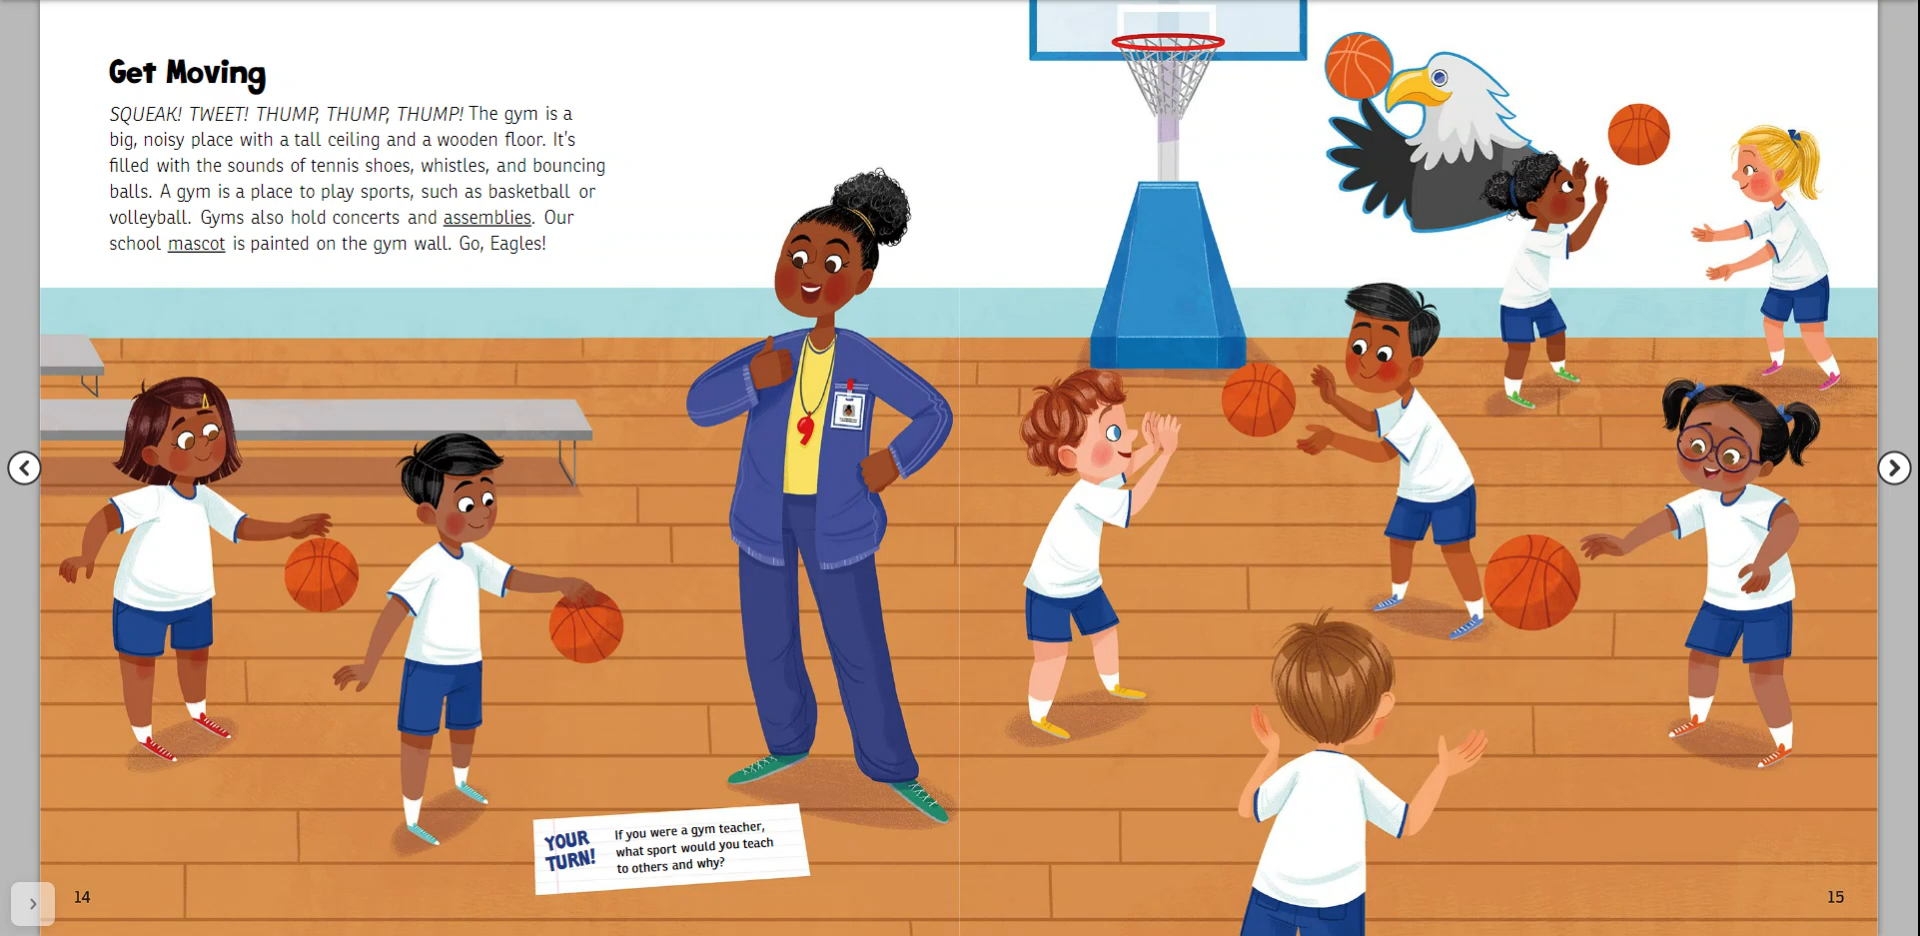 Get Moving
SQUEAK! TWEET! THUMP, THUMP, THUMP! The gym is a
big, noisy place with a tall ceiling and a wooden floor. It's
filled with the sounds of tennis shoes, whistles, and bouncing
balls. A gym is a place to play sports, such as basketball or
volleyball. Gyms also hold concerts and assemblies. Our
school mascot is painted on the gym wall. Go, Eagles!
YOUR
TURN!
If you were a gym teacher,
what sport would you teach
to others and why?
14
15